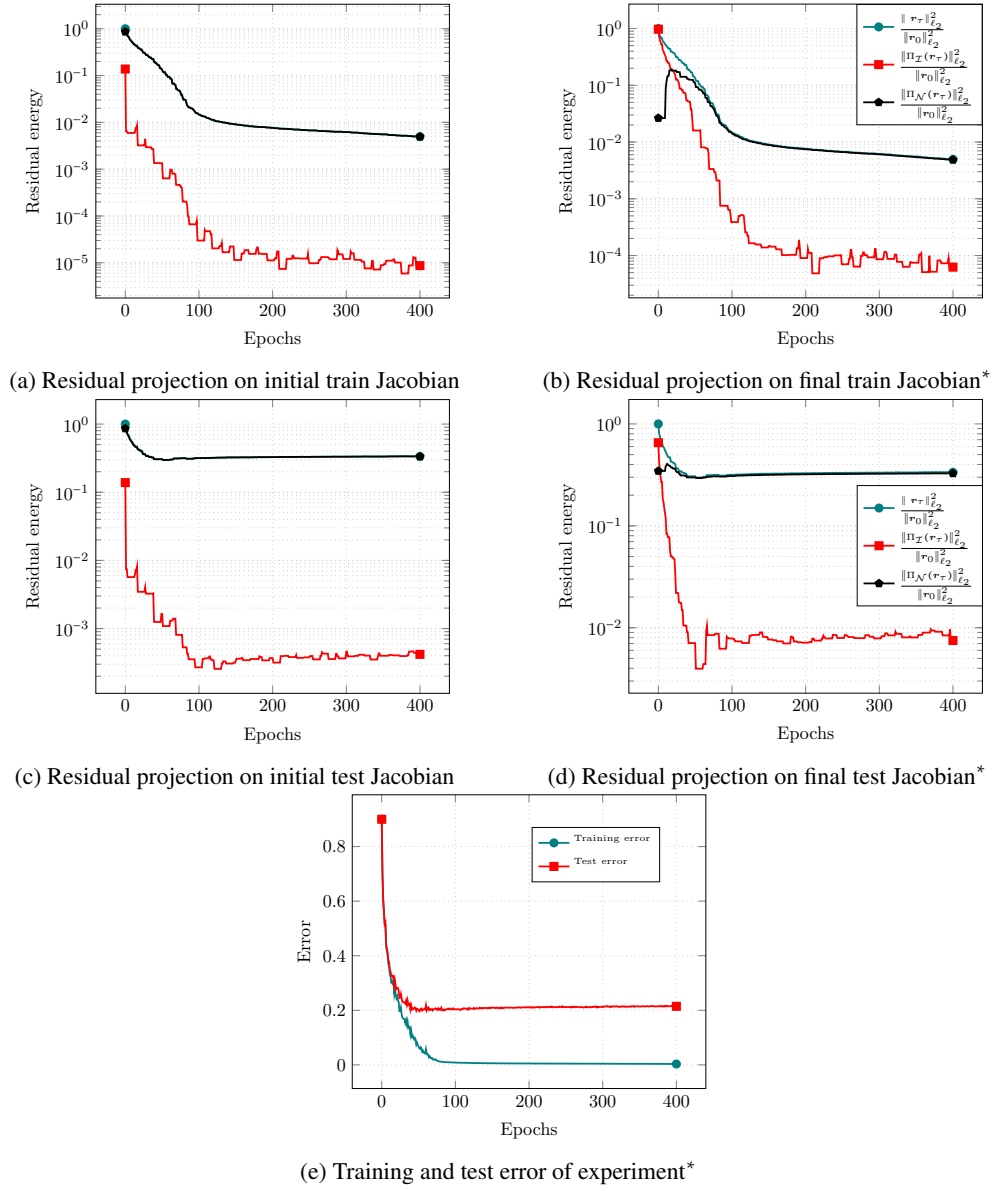 10^0
10^−1
10^−2
10^−3
10^−4
10^−5
Residual energy
0 100 200 300 400
Epochs
(a) Residual projection on initial train Jacobian
10^0
10^−1
10^−2
10^−3
10^−4
Residual energy
0 100 200 300 400
Epochs
‖ r_τ‖²_ℓ₂ / ‖r_0‖²_ℓ₂
‖Π_I(r_τ)‖²_ℓ₂ / ‖r_0‖²_ℓ₂
‖Π_N(r_τ)‖²_ℓ₂ / ‖r_0‖²_ℓ₂
(b) Residual projection on final train Jacobian*
10^0
10^−1
10^−2
10^−3
Residual energy
0 100 200 300 400
Epochs
(c) Residual projection on initial test Jacobian
10^0
10^−1
10^−2
Residual energy
0 100 200 300 400
Epochs
‖ r_τ‖²_ℓ₂ / ‖r_0‖²_ℓ₂
‖Π_I(r_τ)‖²_ℓ₂ / ‖r_0‖²_ℓ₂
‖Π_N(r_τ)‖²_ℓ₂ / ‖r_0‖²_ℓ₂
(d) Residual projection on final test Jacobian*
0.8
0.6
0.4
0.2
0
Error
0 100 200 300 400
Epochs
Training error
Test error
(e) Training and test error of experiment*